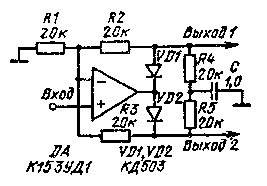 R1
20к
R2
20к
Выход 1
VD1
R4
20к
C
1,0
Вход
VD2
R3
20к
R5
20к
Выход 2
DA
К153УД1
VD1,VD2
КД503